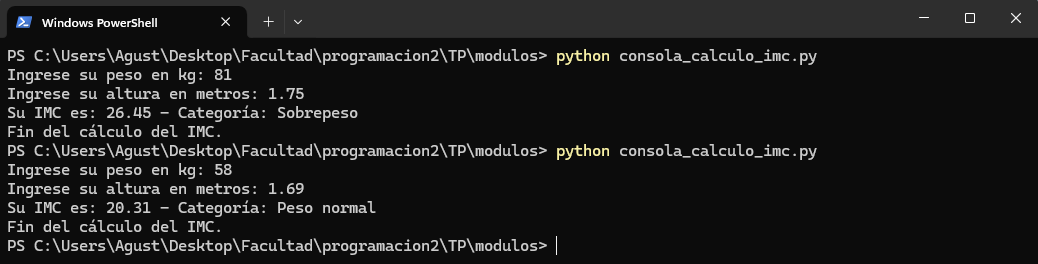 Windows PowerShell
PS C:\Users\Agust\Desktop\Facultad\programacion2\TP\modulos> python consola_calculo_imc.py
Ingrese su peso en kg: 81
Ingrese su altura en metros: 1.75
Su IMC es: 26.45 - Categoría: Sobrepeso
Fin del cálculo del IMC.
PS C:\Users\Agust\Desktop\Facultad\programacion2\TP\modulos> python consola_calculo_imc.py
Ingrese su peso en kg: 58
Ingrese su altura en metros: 1.69
Su IMC es: 20.31 - Categoría: Peso normal
Fin del cálculo del IMC.
PS C:\Users\Agust\Desktop\Facultad\programacion2\TP\modulos>